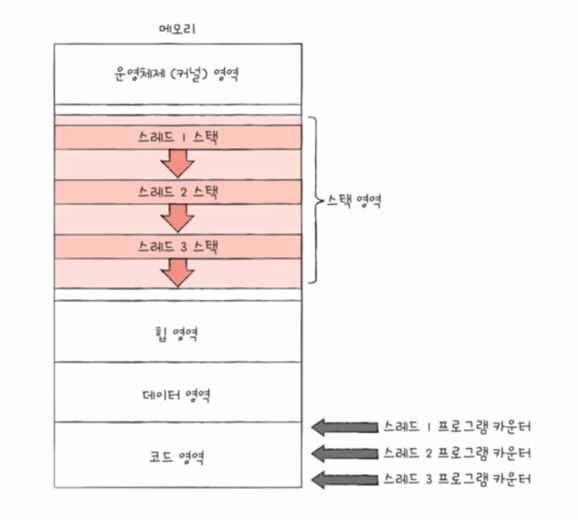 메모리
운영체제 (커널) 영역
스레드 1 스택
스레드 2 스택
스레드 3 스택
스택 영역
힙 영역
데이터 영역
코드 영역
스레드 1 프로그램 카운터
스레드 2 프로그램 카운터
스레드 3 프로그램 카운터